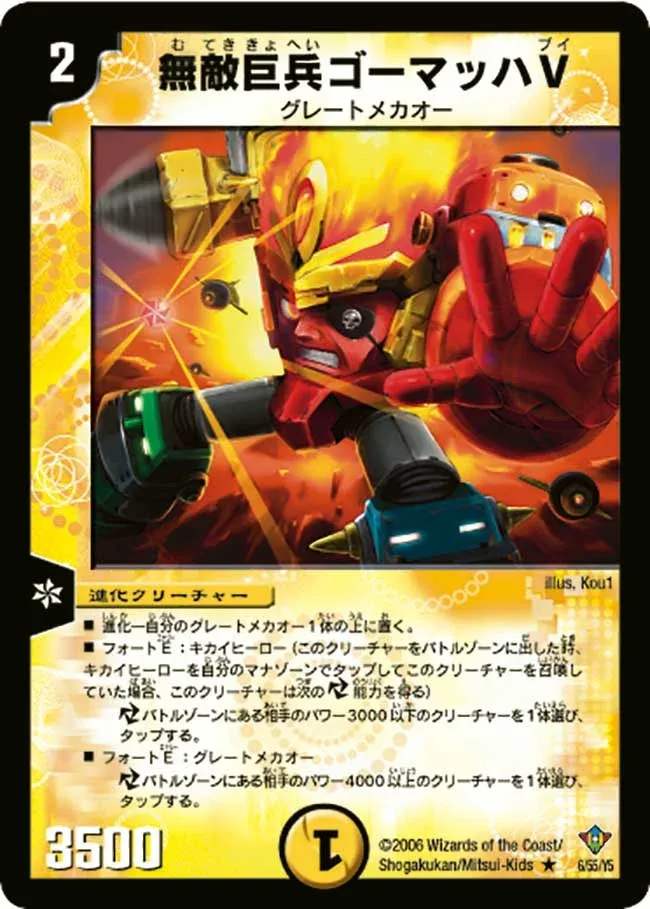 2
む てき きょ へい ブイ
無敵巨兵ゴーマッハV
グレートメカオー
illus. Kou1
進化クリーチャー
■ 進化ー自分のグレートメカオー1体の上に置く。
■ フォートE：キカイヒーロー (このクリーチャーをバトルゾーンに出した時、
キカイヒーローを自分のマナゾーンでタップしてこのクリーチャーを召喚し
ていた場合、このクリーチャーは次の 能力を得る)
バトルゾーンにある相手のパワー3000以下のクリーチャーを1体選び、
タップする。
■ フォートE：グレートメカオー
バトルゾーンにある相手のパワー4000以上のクリーチャーを1体選び、
タップする。
3500
1
©2006 Wizards of the Coast/
Shogakukan/Mitsui-Kids ★ 6/55/Y5